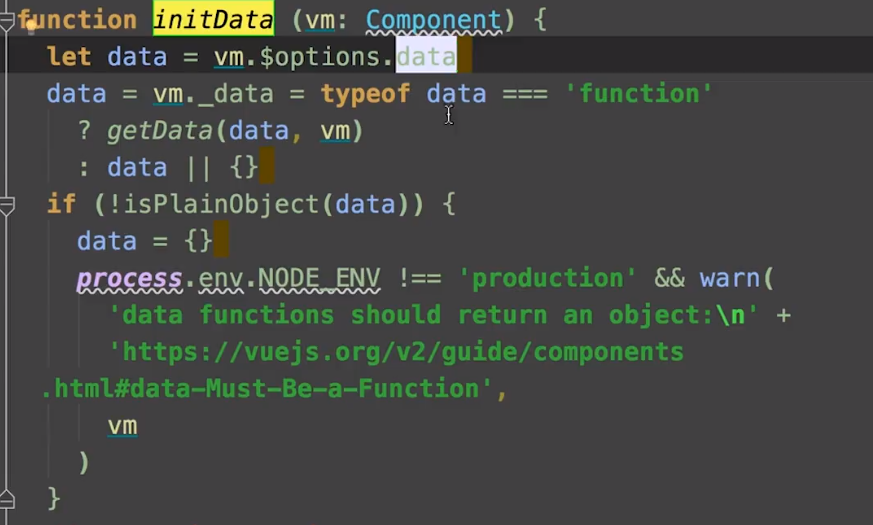 function initData (vm: Component) {
let data = vm.$options.data
data = vm._data = typeof data === 'function'
? getData(data, vm)
: data || {}
if (!isPlainObject(data)) {
data = {}
process.env.NODE_ENV !== 'production' && warn(
'data functions should return an object:\n' +
'https://vuejs.org/v2/guide/components
.html#data-Must-Be-a-Function',
vm
)
}